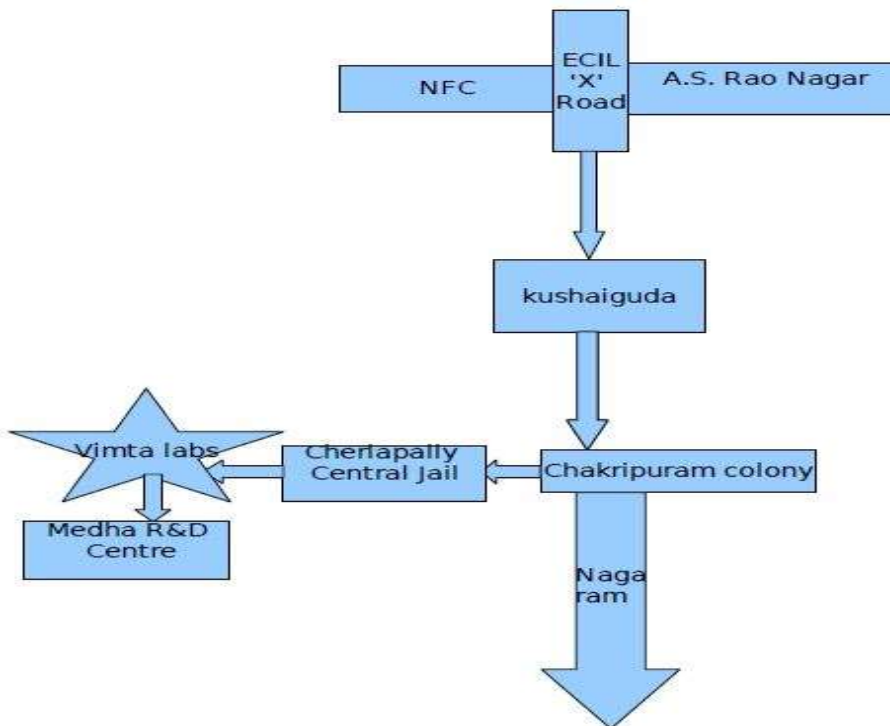 NFC
ECIL
'X'
Road
A.S. Rao Nagar
kushaiguda
Vimta labs
Cherlapally
Central Jail
Chakripuram colony
Medha R&D
Centre
Naga
ram